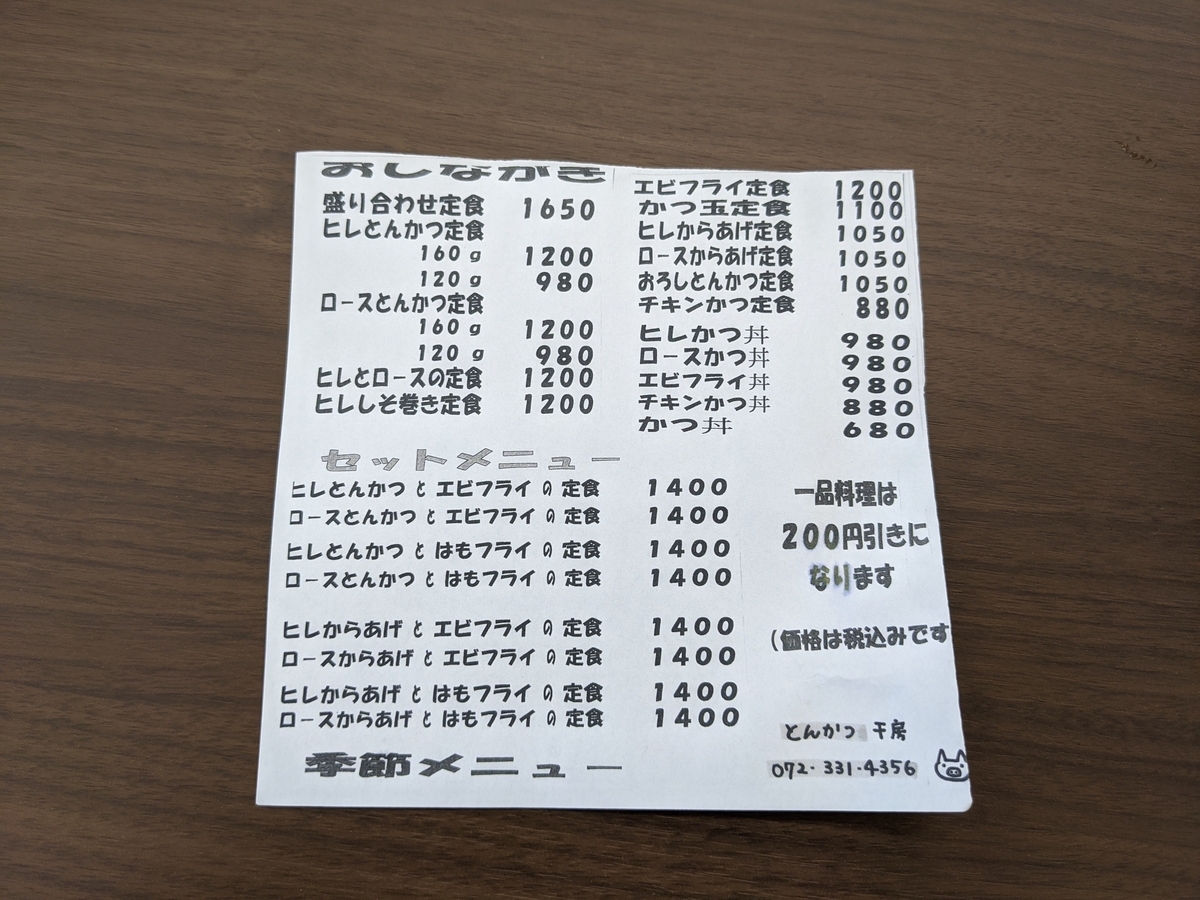 おしながき
盛り合わせ定食 1650
ヒレとんかつ定食
160g 1200
120g 980
ロースとんかつ定食
160g 1200
120g 980
ヒレとロースの定食 1200
ヒレしそ巻き定食 1200
エビフライ定食 1200
かつ玉定食 1100
ヒレからあげ定食 1050
ロースからあげ定食 1050
おろしとんかつ定食 1050
チキンかつ定食 880
ヒレかつ丼 980
ロースかつ丼 980
エビフライ丼 980
チキンかつ丼 880
かつ丼 680
セットメニュー
ヒレとんかつ と エビフライ の 定食 1400
ロースとんかつ と エビフライ の 定食 1400
ヒレとんかつ と はもフライ の 定食 1400
ロースとんかつ と はもフライ の 定食 1400
ヒレからあげ と エビフライ の 定食 1400
ロースからあげ と エビフライ の 定食 1400
ヒレからあげ と はもフライ の 定食 1400
ロースからあげ と はもフライ の 定食 1400
季節メニュー
一品料理は
200円引きに
なります
(価格は税込みです
とんかつ 干房
072-331-4356